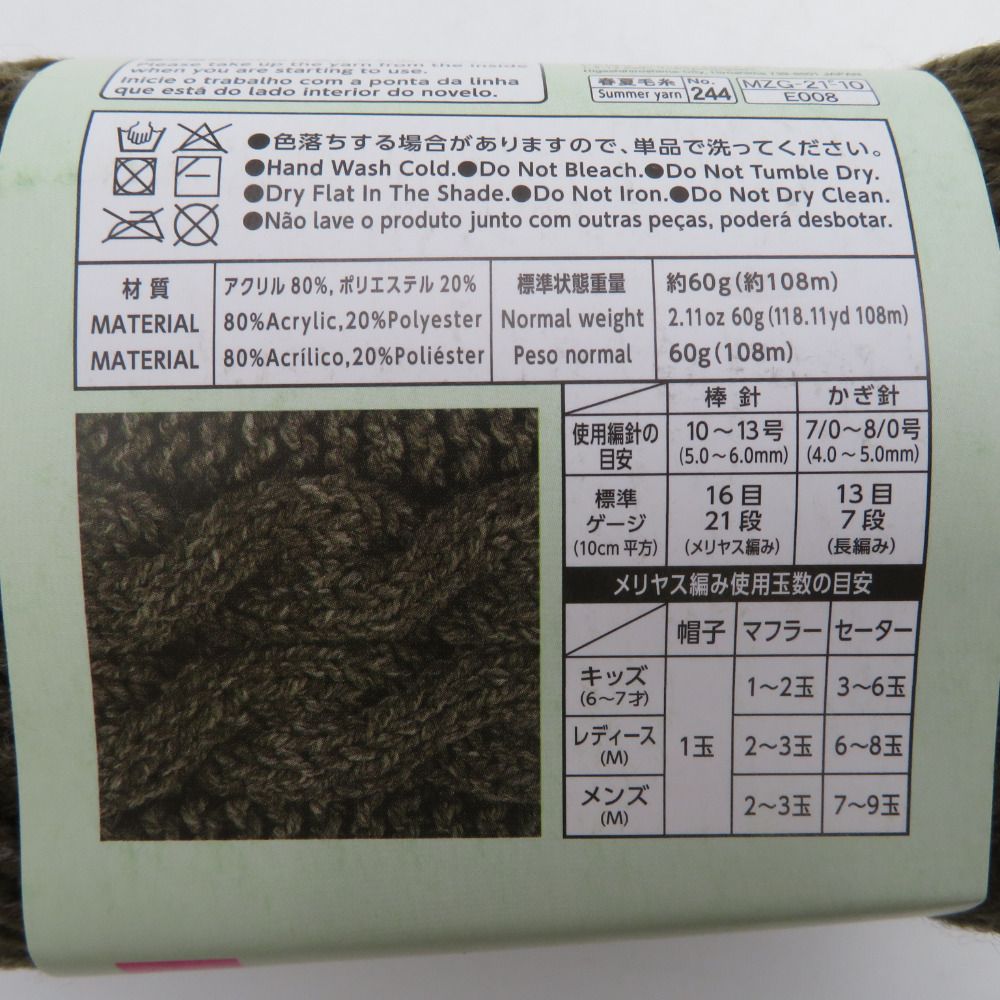 Please take up the yarn from the inside
when you are starting to use.
Inicie o trabalho com a ponta da linha
que está do lado interior do novelo.
春夏毛糸
Summer yarn
No.
244
MZG-21-10
E008
●色落ちする場合がありますので、単品で洗ってください。
●Hand Wash Cold.●Do Not Bleach.●Do Not Tumble Dry.
●Dry Flat In The Shade.●Do Not Iron.●Do Not Dry Clean.
●Não lave o produto junto com outras peças, poderá desbotar.
材質 アクリル 80%, ポリエステル 20% 標準状態重量 約60g(約108m)
MATERIAL 80%Acrylic,20%Polyester Normal weight 2.11oz 60g(118.11yd 108m)
MATERIAL 80%Acrílico,20%Poliéster Peso normal 60g(108m)
棒針 かぎ針
使用編針の 10～13号 7/0～8/0号
目安 (5.0～6.0mm) (4.0～5.0mm)
標準 16目 13目
ゲージ 21段 7段
(10cm平方) (メリヤス編み) (長編み)
メリヤス編み使用玉数の目安
帽子 マフラー セーター
キッズ
(6～7才)
1～2玉 3～6玉
レディース
(M)
1玉 2～3玉 6～8玉
メンズ
(M)
2～3玉 7～9玉